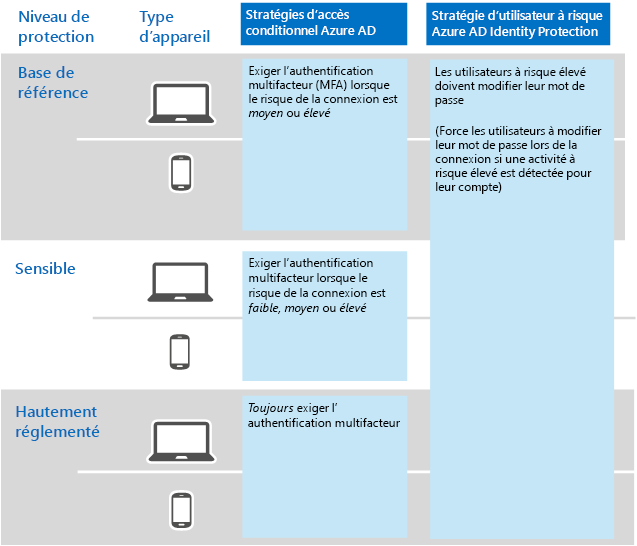 Niveau de
protection
Type
d'appareil
Stratégies d'accès
conditionnel Azure AD
Stratégie d'utilisateur à risque
Azure AD Identity Protection
Base de
référence
Exiger l'authentification
multifacteur (MFA) lorsque
le risque de la connexion est
moyen ou élevé
Les utilisateurs à risque élevé
doivent modifier leur mot de
passe
(Force les utilisateurs à modifier
leur mot de passe lors de la
connexion si une activité à
risque élevé est détectée pour
leur compte)
Sensible
Exiger l'authentification
multifacteur lorsque le
risque de la connexion est
faible, moyen ou élevé
Hautement
réglementé
Toujours exiger l'
authentification multifacteur